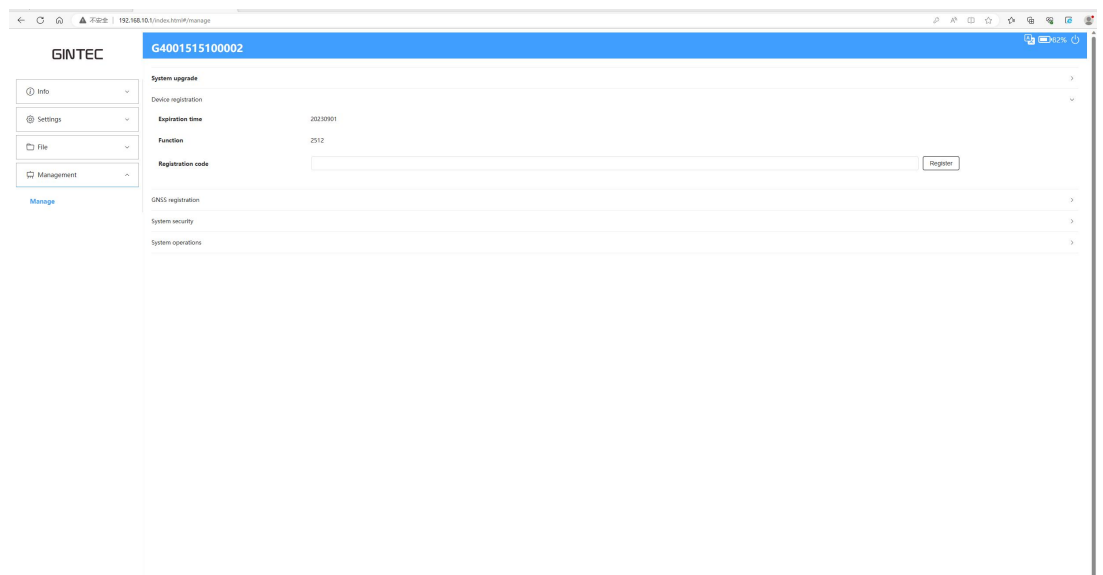 不安全 | 192.168.10.1/index.html#/manage
GINTEC
G4001515100002
82%
Info
Settings
File
Management
Manage
System upgrade
Device registration
Expiration time 20230901
Function 2512
Registration code Register
GNSS registration
System security
System operations